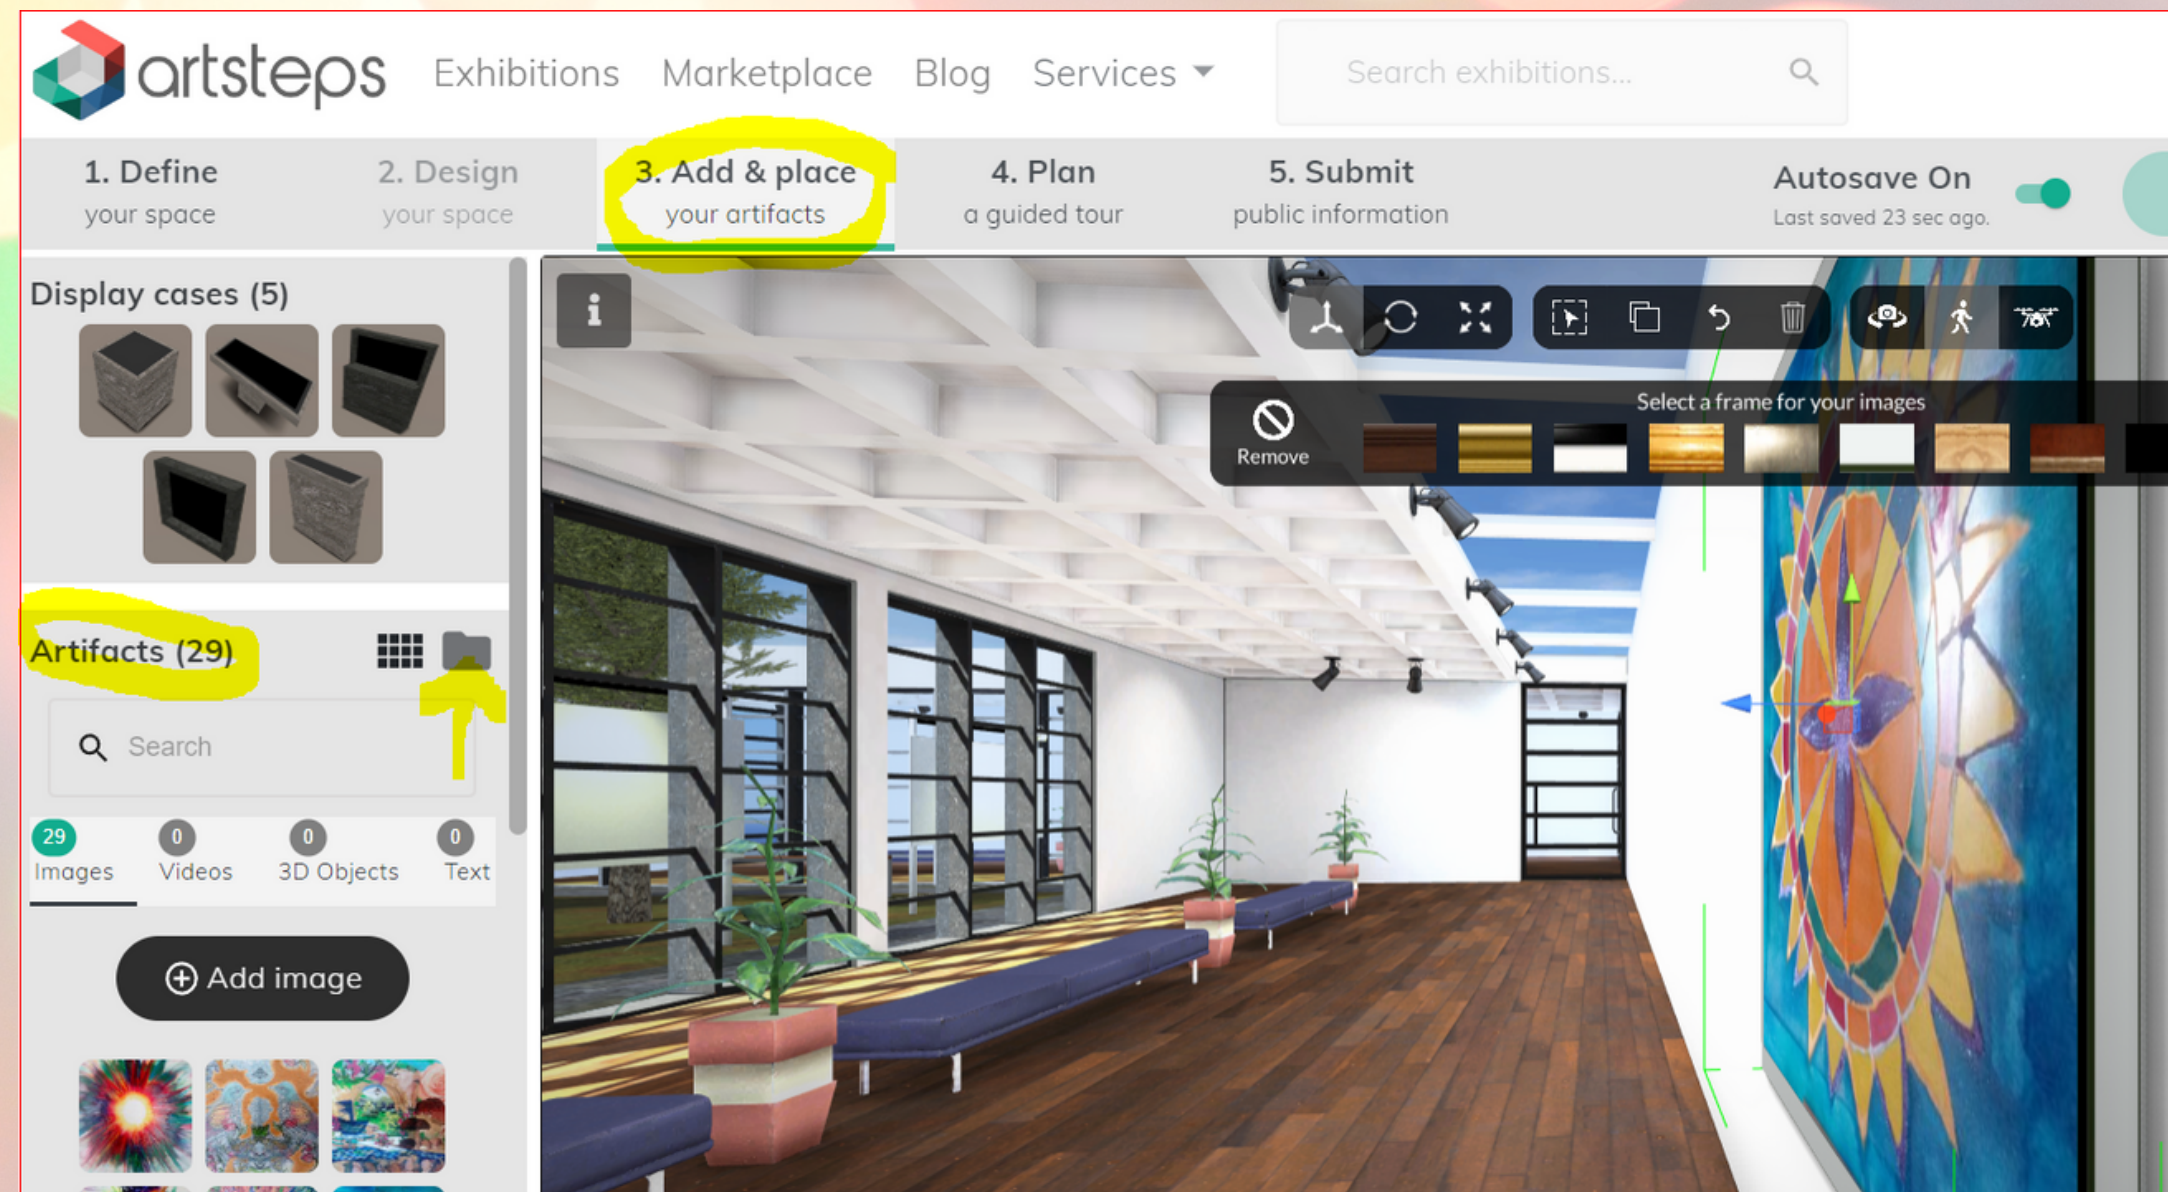 artsteps Exhibitions Marketplace Blog Services Search exhibitions...
1. Define
your space
2. Design
your space
3. Add & place
your artifacts
4. Plan
a guided tour
5. Submit
public information
Autosave On
Last saved 23 sec ago.
Display cases (5)
i
Select a frame for your images
Remove
Artifacts (29)
Search
29 0 0 0
Images Videos 3D Objects Text
Add image